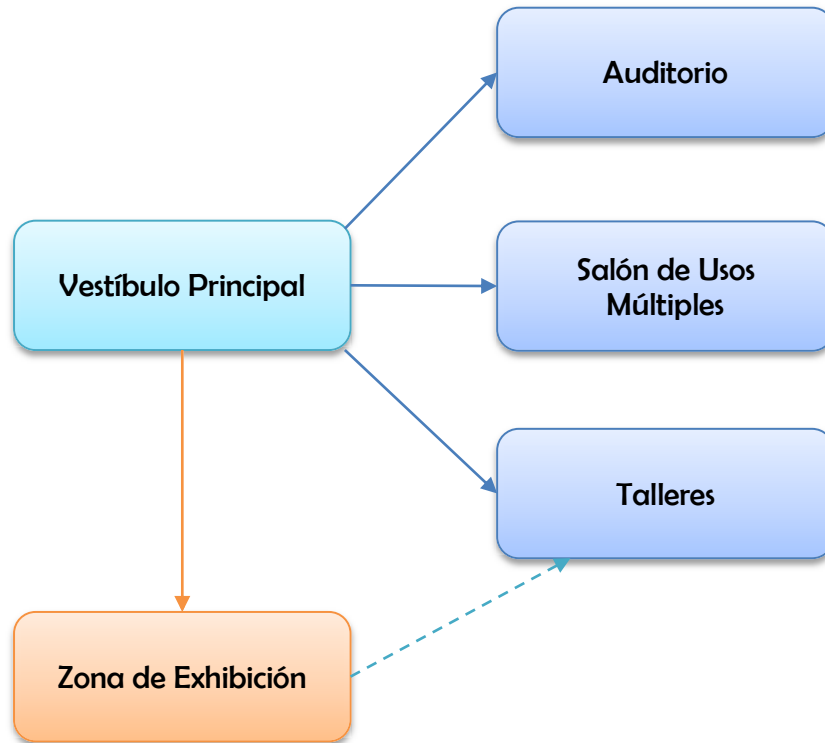 Auditorio
Vestíbulo Principal
Salón de Usos
Múltiples
Talleres
Zona de Exhibición